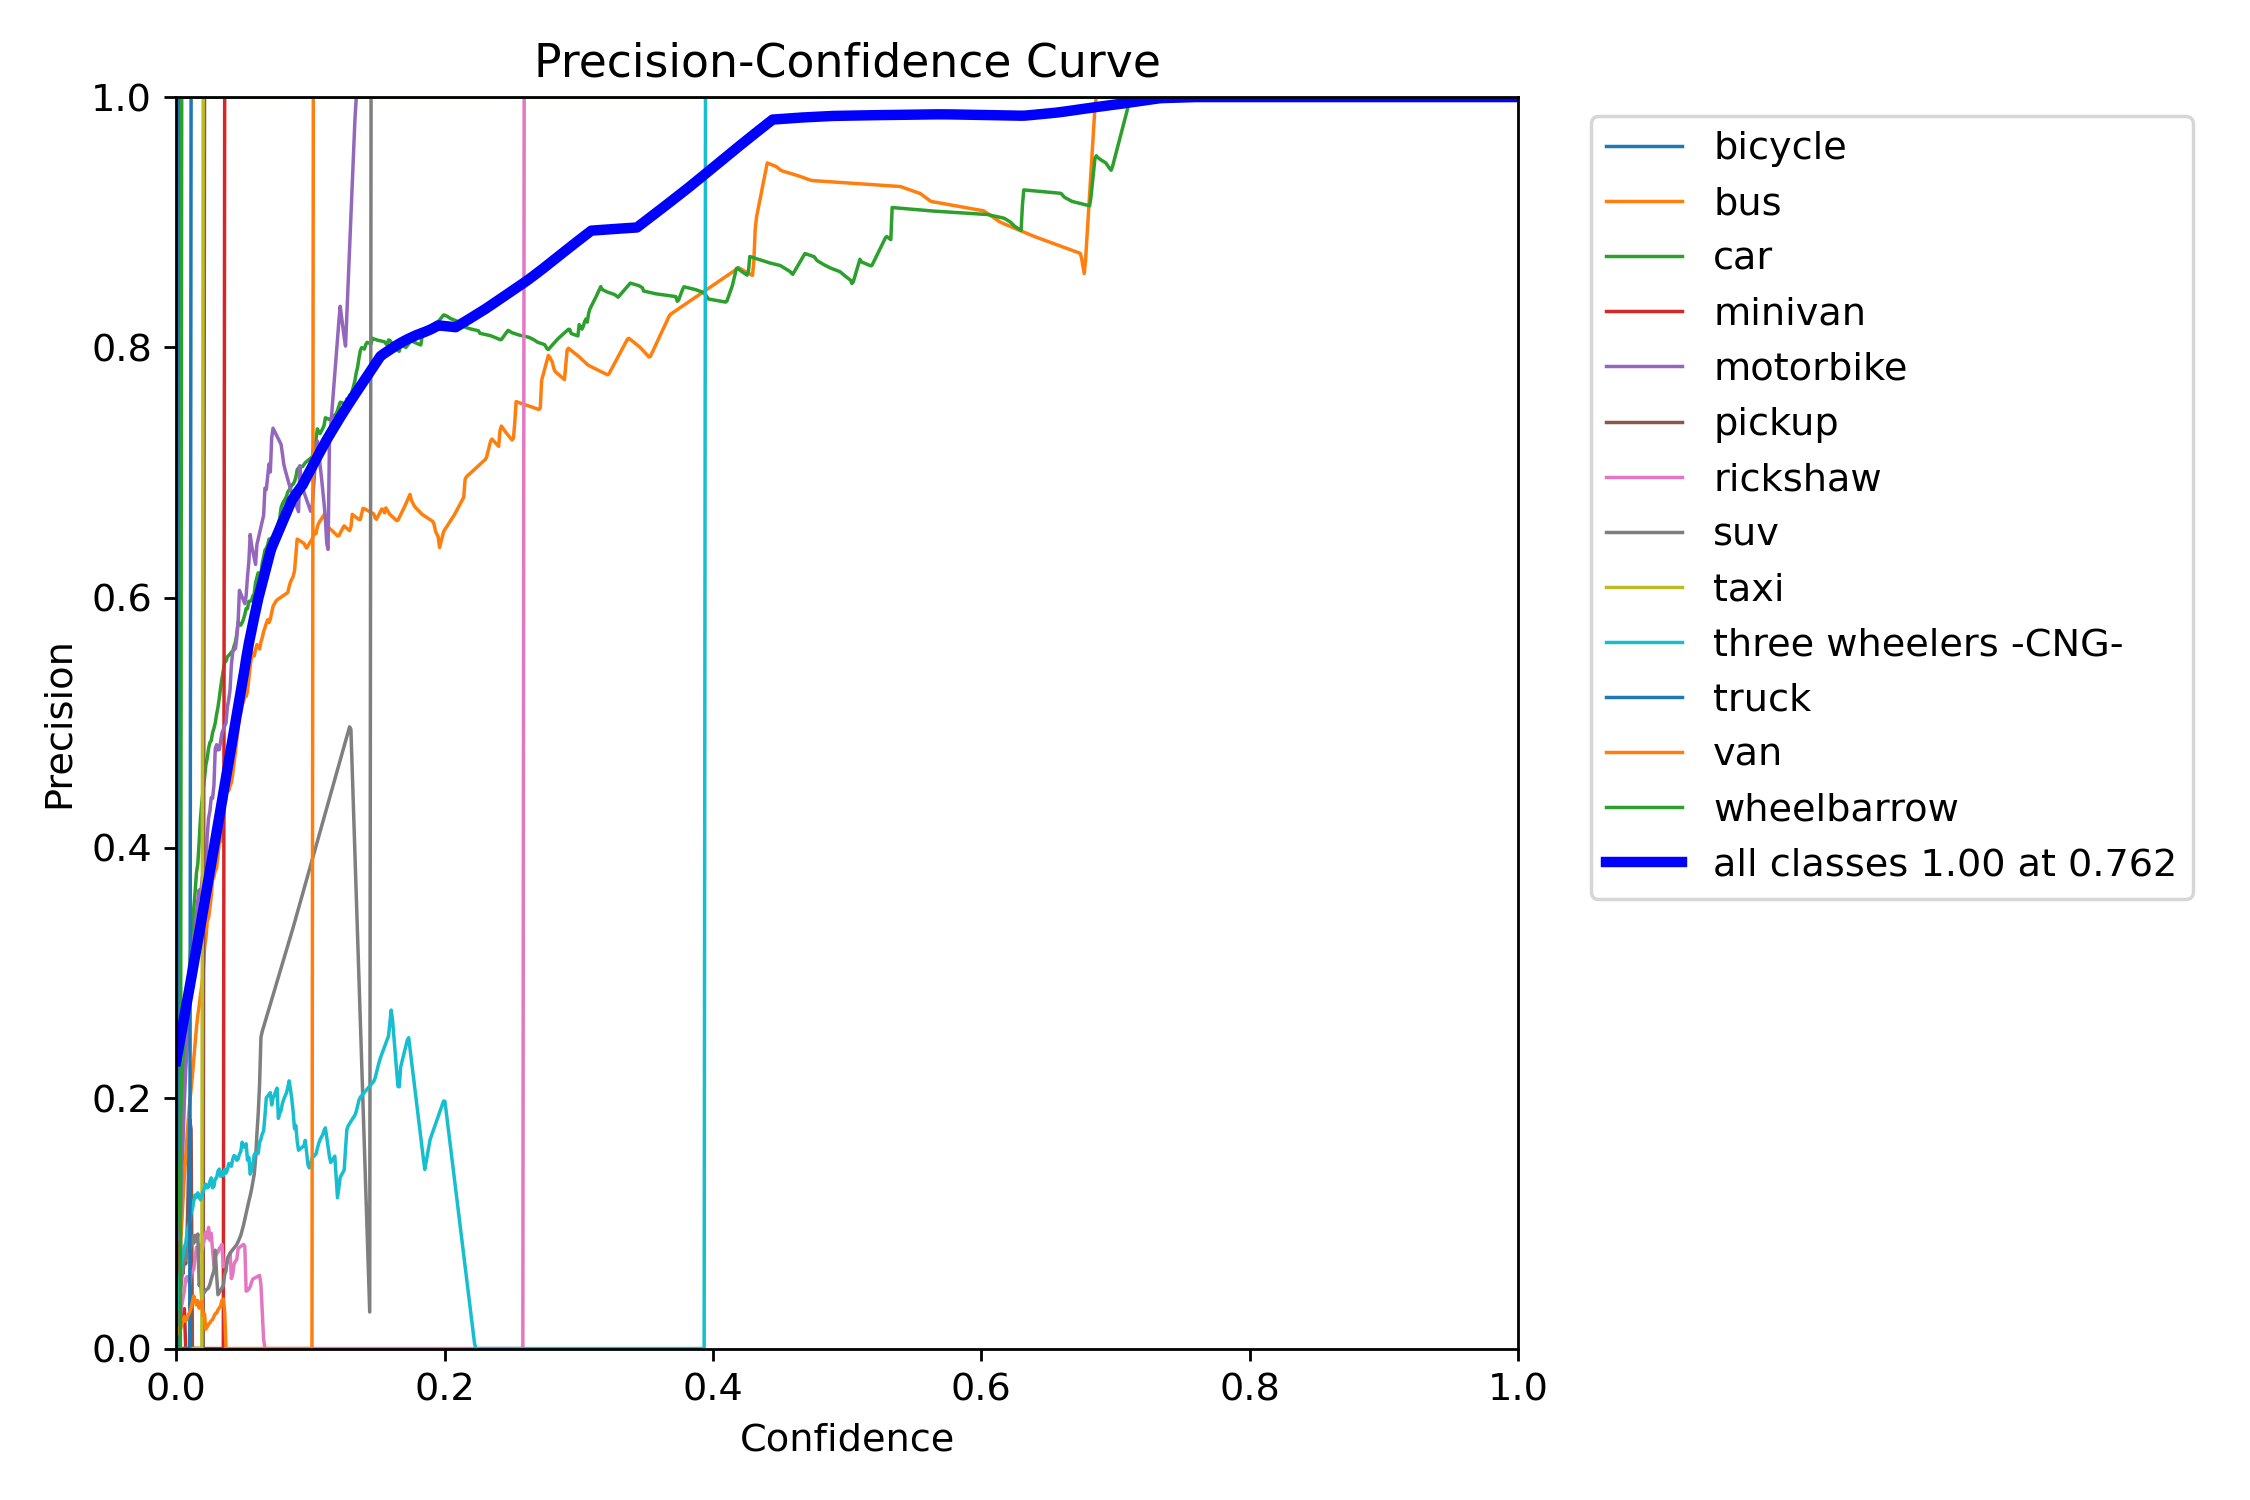 Precision-Confidence Curve
1.0
0.8
0.6
0.4
0.2
0.0
Precision
0.0 0.2 0.4 0.6 0.8 1.0
Confidence
bicycle
bus
car
minivan
motorbike
pickup
rickshaw
suv
taxi
three wheelers -CNG-
truck
van
wheelbarrow
all classes 1.00 at 0.762